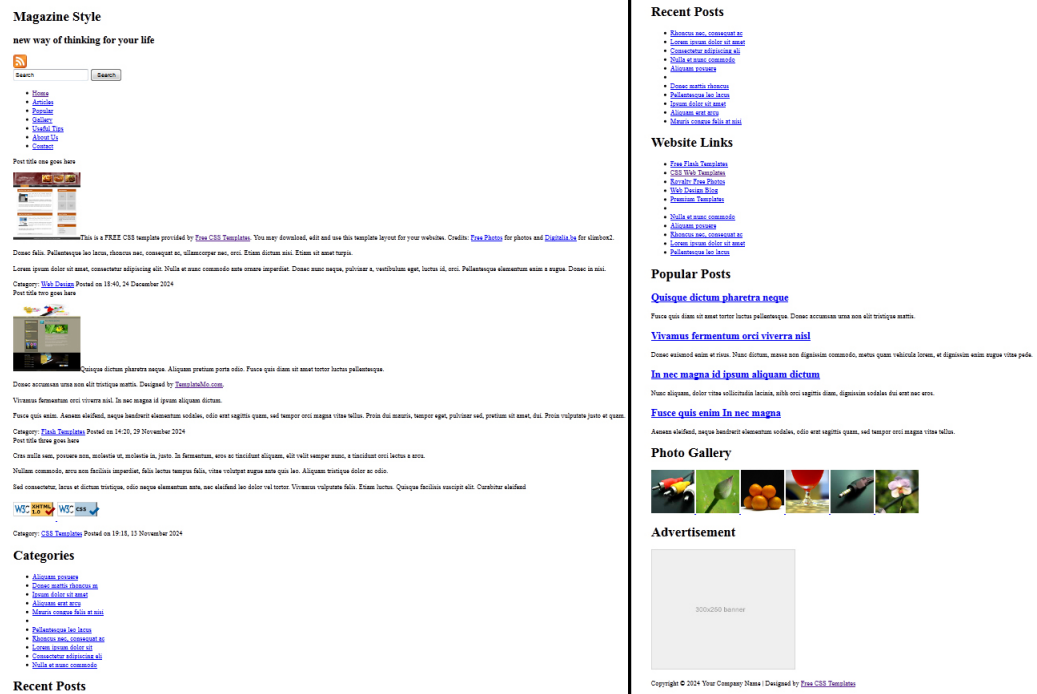 Magazine Style
new way of thinking for your life
Search Search
Home
Articles
Popular
Gallery
Useful Tips
About Us
Contact
Post title one goes here
This is a FREE CSS template provided by Free CSS Templates. You may download, edit and use this template layout for your websites. Credits: Free Photos for photos and Digitalia.be for slimbox2.
Donec felis. Pellentesque leo lacus, rhoncus nec, consequat ac, ullamcorper nec, orci. Etiam dictum nisi. Etiam sit amet turpis.
Lorem ipsum dolor sit amet, consectetur adipiscing elit. Nulla et nunc commodo ante ornare imperdiet. Donec nunc neque, pulvinar a, vestibulum eget, luctus id, orci. Pellentesque elementum enim a augue. Donec in nisi.
Category: Web Design Posted on 18:40, 24 December 2024
Post title two goes here
Quisque dictum pharetra neque. Aliquam pretium porta odio. Fusce quis diam sit amet tortor luctus pellentesque.
Donec accumsan urna non elit tristique mattis. Designed by TemplateMo.com.
Vivamus fermentum orci viverra nisl. In nec magna id ipsum aliquam dictum.
Fusce quis enim. Aenean eleifend, neque hendrerit elementum sodales, odio erat sagittis quam, sed tempor orci magna vitae tellus. Proin dui mauris, tempor eget, pulvinar sed, pretium sit amet, dui. Proin vulputate justo et quam.
Category: Flash Templates Posted on 14:20, 29 November 2024
Post title three goes here
Cras nulla sem, posuere non, molestie ut, molestie in, justo. In fermentum, eros ac tincidunt aliquam, elit velit semper nunc, a tincidunt orci lectus a arcu.
Nullam commodo, arcu non facilisis imperdiet, felis lectus tempus felis, vitae volutpat augue ante quis leo. Aliquam tristique dolor ac odio.
Sed consectetur, lacus et dictum tristique, odio neque elementum ante, nec eleifend leo dolor vel tortor. Vivamus vulputate felis. Etiam luctus. Quisque facilisis suscipit elit. Curabitur eleifend
W3C XHTML 1.0 W3C CSS
Category: CSS Templates Posted on 19:18, 15 November 2024
Categories
Aliquam posuere
Donec mattis rhoncus m
Ipsum dolor sit amet
Aliquam erat arcu
Mauris congue felis at nisi
Pellentesque leo lacus
Rhoncus nec, consequat ac
Lorem ipsum dolor sit
Consectetur adipiscing eli
Nulla et nunc commodo
Recent Posts
Recent Posts
Rhoncus nec, consequat ac
Lorem ipsum dolor sit amet
Consectetur adipiscing eli
Nulla et nunc commodo
Aliquam posuere
Donec mattis rhoncus
Pellentesque leo lacus
Ipsum dolor sit amet
Aliquam erat arcu
Mauris congue felis at nisi
Website Links
Free Flash Templates
CSS Web Templates
Royalty Free Photos
Web Design Blog
Premium Templates
Nulla et nunc commodo
Aliquam posuere
Rhoncus nec, consequat ac
Lorem ipsum dolor sit amet
Pellentesque leo lacus
Popular Posts
Quisque dictum pharetra neque
Fusce quis diam sit amet tortor luctus pellentesque. Donec accumsan urna non elit tristique mattis.
Vivamus fermentum orci viverra nisl
Donec euismod enim et risus. Nunc dictum, massa non dignissim commodo, metus quam vehicula lorem, et dignissim enim augue vitae pede.
In nec magna id ipsum aliquam dictum
Nunc aliquam, dolor vitae sollicitudin lacinia, nibh orci sagittis diam, dignissim sodales dui erat nec eros.
Fusce quis enim In nec magna
Aenean eleifend, neque hendrerit elementum sodales, odio erat sagittis quam, sed tempor orci magna vitae tellus.
Photo Gallery
Advertisement
300x250 banner
Copyright © 2024 Your Company Name | Designed by Free CSS Templates